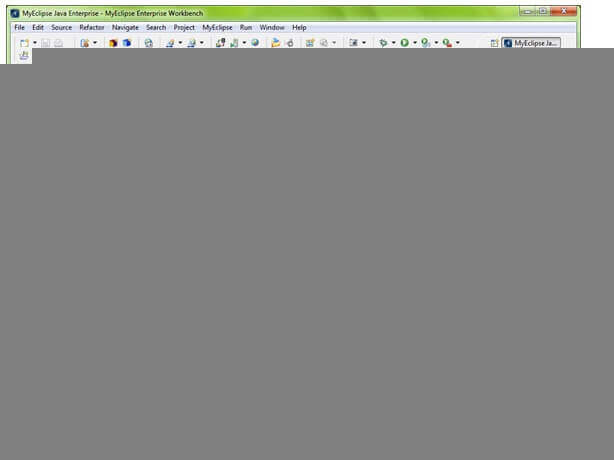 MyEclipse Java Enterprise - MyEclipse Enterprise Workbench
File Edit Source Refactor Navigate Search Project MyEclipse Run Window Help
MyEclipse Ja...